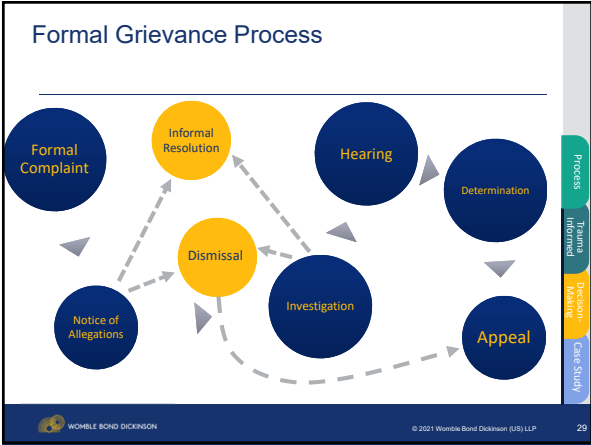 Formal Grievance Process
Formal
Complaint
Informal
Resolution
Hearing
Determination
Dismissal
Notice of
Allegations
Investigation
Appeal
Process
Trauma
Informed
Decision-
Making
Case Study
WOMBLE BOND DICKINSON
© 2021 Womble Bond Dickinson (US) LLP
29